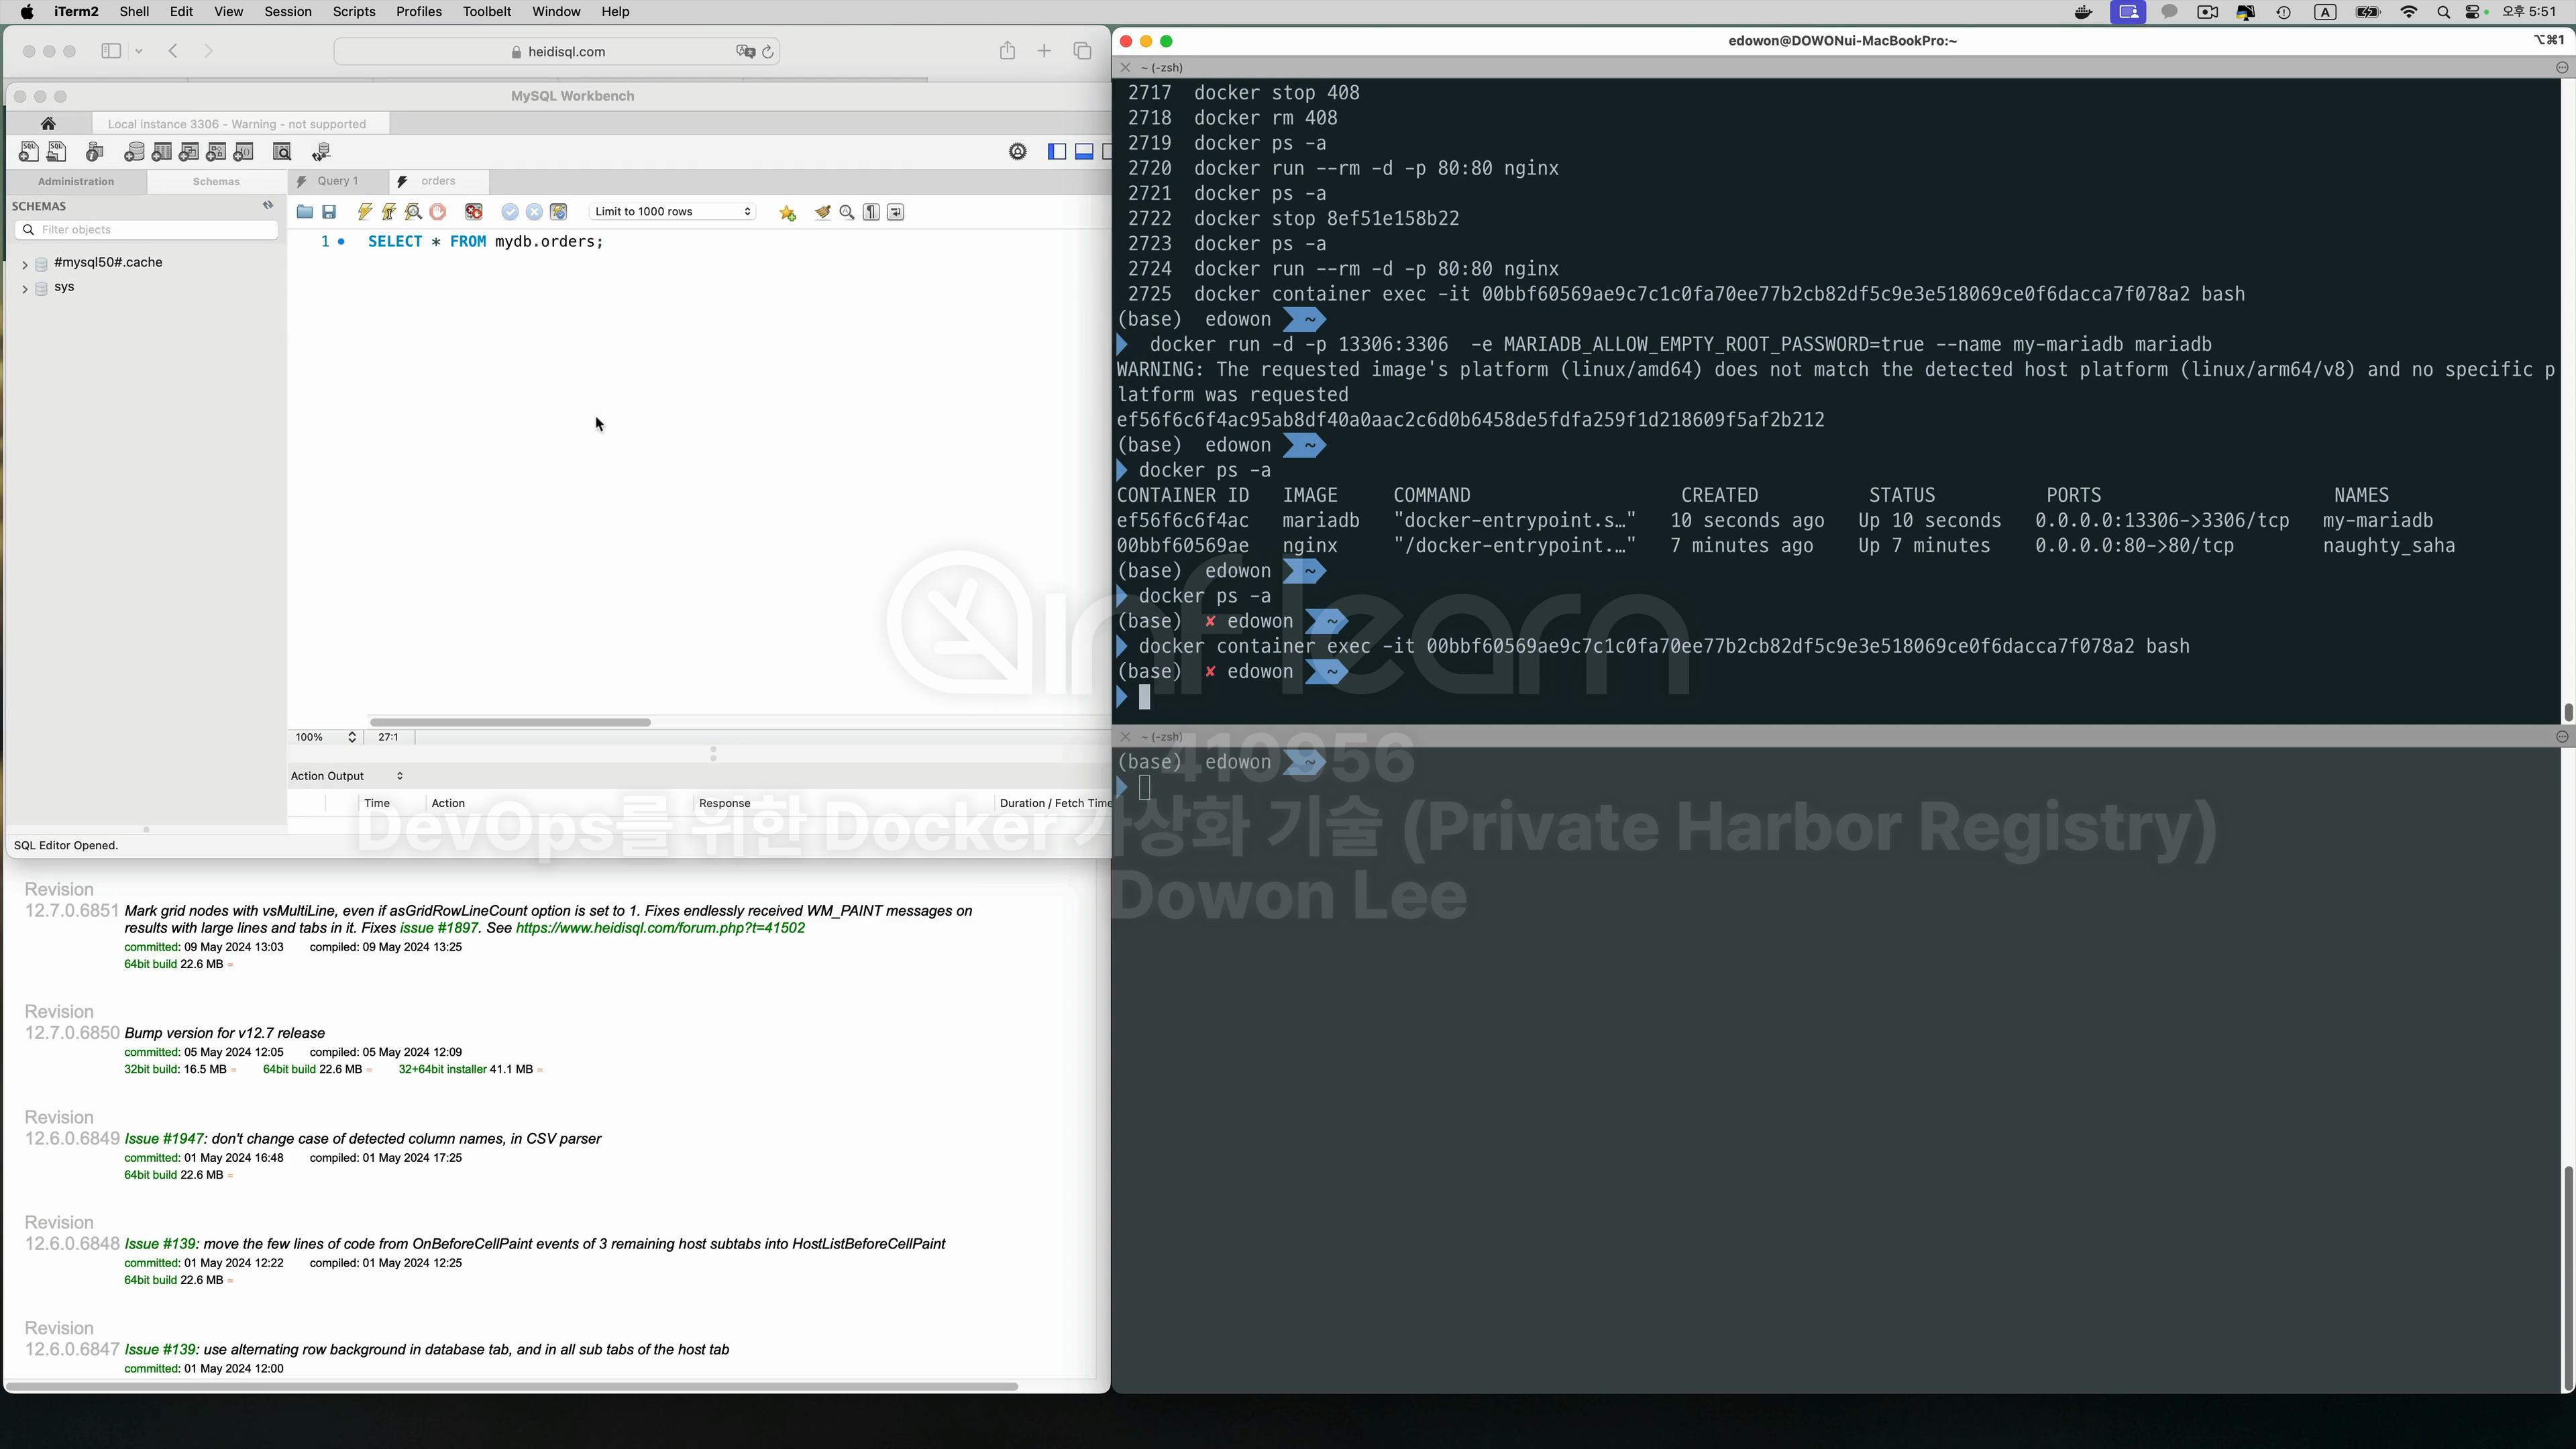 iTerm2 Shell Edit View Session Scripts Profiles Toolbelt Window Help
A 오후 5:51
heidisql.com
MySQL Workbench
Local instance 3306 - Warning - not supported
Administration Schemas
Query 1 orders
SCHEMAS
Filter objects
#mysql50#.cache
sys
Limit to 1000 rows
1 SELECT * FROM mydb.orders;
100% 27:1
Action Output
Time Action Response Duration / Fetch Time
SQL Editor Opened.
Revision
12.7.0.6851 Mark grid nodes with vsMultiLine, even if asGridRowLineCount option is set to 1. Fixes endlessly received WM_PAINT messages on
results with large lines and tabs in it. Fixes issue #1897. See https://www.heidisql.com/forum.php?t=41502
committed: 09 May 2024 13:03 compiled: 09 May 2024 13:25
64bit build 22.6 MB
Revision
12.7.0.6850 Bump version for v12.7 release
committed: 05 May 2024 12:05 compiled: 05 May 2024 12:09
32bit build: 16.5 MB 64bit build 22.6 MB 32+64bit installer 41.1 MB
Revision
12.6.0.6849 Issue #1947: don't change case of detected column names, in CSV parser
committed: 01 May 2024 16:48 compiled: 01 May 2024 17:25
64bit build 22.6 MB
Revision
12.6.0.6848 Issue #139: move the few lines of code from OnBeforeCellPaint events of 3 remaining host subtabs into HostListBeforeCellPaint
committed: 01 May 2024 12:22 compiled: 01 May 2024 12:25
64bit build 22.6 MB
Revision
12.6.0.6847 Issue #139: use alternating row background in database tab, and in all sub tabs of the host tab
committed: 01 May 2024 12:00
edowon@DOWONui-MacBookPro:~
⌥⌘1
~ (-zsh)
2717 docker stop 408
2718 docker rm 408
2719 docker ps -a
2720 docker run --rm -d -p 80:80 nginx
2721 docker ps -a
2722 docker stop 8ef51e158b22
2723 docker ps -a
2724 docker run --rm -d -p 80:80 nginx
2725 docker container exec -it 00bbf60569ae9c7c1c0fa70ee77b2cb82df5c9e3e518069ce0f6dacca7f078a2 bash
(base) edowon ~
docker run -d -p 13306:3306 -e MARIADB_ALLOW_EMPTY_ROOT_PASSWORD=true --name my-mariadb mariadb
WARNING: The requested image's platform (linux/amd64) does not match the detected host platform (linux/arm64/v8) and no specific p
latform was requested
ef56f6c6f4ac95ab8df40a0aac2c6d0b6458de5fdfa259f1d218609f5af2b212
(base) edowon ~
docker ps -a
CONTAINER ID IMAGE COMMAND CREATED STATUS PORTS NAMES
ef56f6c6f4ac mariadb "docker-entrypoint.s…" 10 seconds ago Up 10 seconds 0.0.0.0:13306->3306/tcp my-mariadb
00bbf60569ae nginx "/docker-entrypoint.…" 7 minutes ago Up 7 minutes 0.0.0.0:80->80/tcp naughty_saha
(base) edowon ~
docker ps -a
(base) ✘ edowon ~
docker container exec -it 00bbf60569ae9c7c1c0fa70ee77b2cb82df5c9e3e518069ce0f6dacca7f078a2 bash
(base) ✘ edowon ~
~ (-zsh)
(base) edowon ~
inflearn
410956
DevOps를 위한 Docker 가상화 기술 (Private Harbor Registry)
Dowon Lee